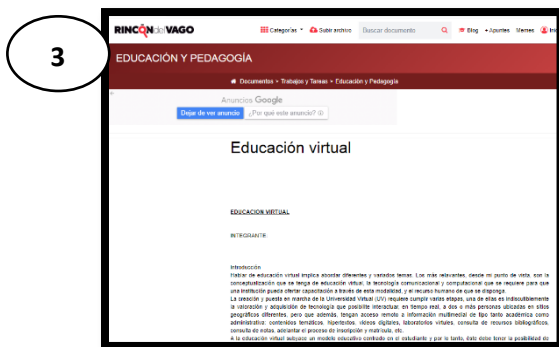 3
RINCÓN del VAGO
Categorías
Subir archivo
Buscar documento
Blog
+Apuntes
Memes
EDUCACIÓN Y PEDAGOGÍA
Documentos > Trabajos y Tareas > Educación y Pedagogía
Anuncios Google
Dejar de ver anuncio
¿Por qué este anuncio?
Educación virtual
EDUCACION VIRTUAL
INTEGRANTE:
Introducción
Hablar de educación virtual implica abordar diferentes y variados temas. Los más relevantes, desde mi punto de vista, son la
conceptualización que se tenga de educación virtual, la tecnología comunicacional y computacional que se requiere para que
una institución pueda ofertar capacitación a través de esta modalidad, y el recurso humano de que se disponga.
La creación y puesta en marcha de la Universidad Virtual (UV) requiere cumplir varias etapas, una de ellas es indiscutiblemente
la valoración y adquisición de tecnología que posibilite interactuar, en tiempo real, a dos o más personas ubicadas en sitios
geográficos diferentes, pero que además, tengan acceso remoto a información multimedial de tipo tanto académica como
administrativa: contenidos temáticos, hipertextos, videos digitales, laboratorios virtuales, consulta de recursos bibliográficos,
consulta de notas, adelantar el proceso de inscripción y matrícula, etc.
A la educación virtual subyace un modelo educativo centrado en el estudiante y por lo tanto, éste debe tener la posibilidad de